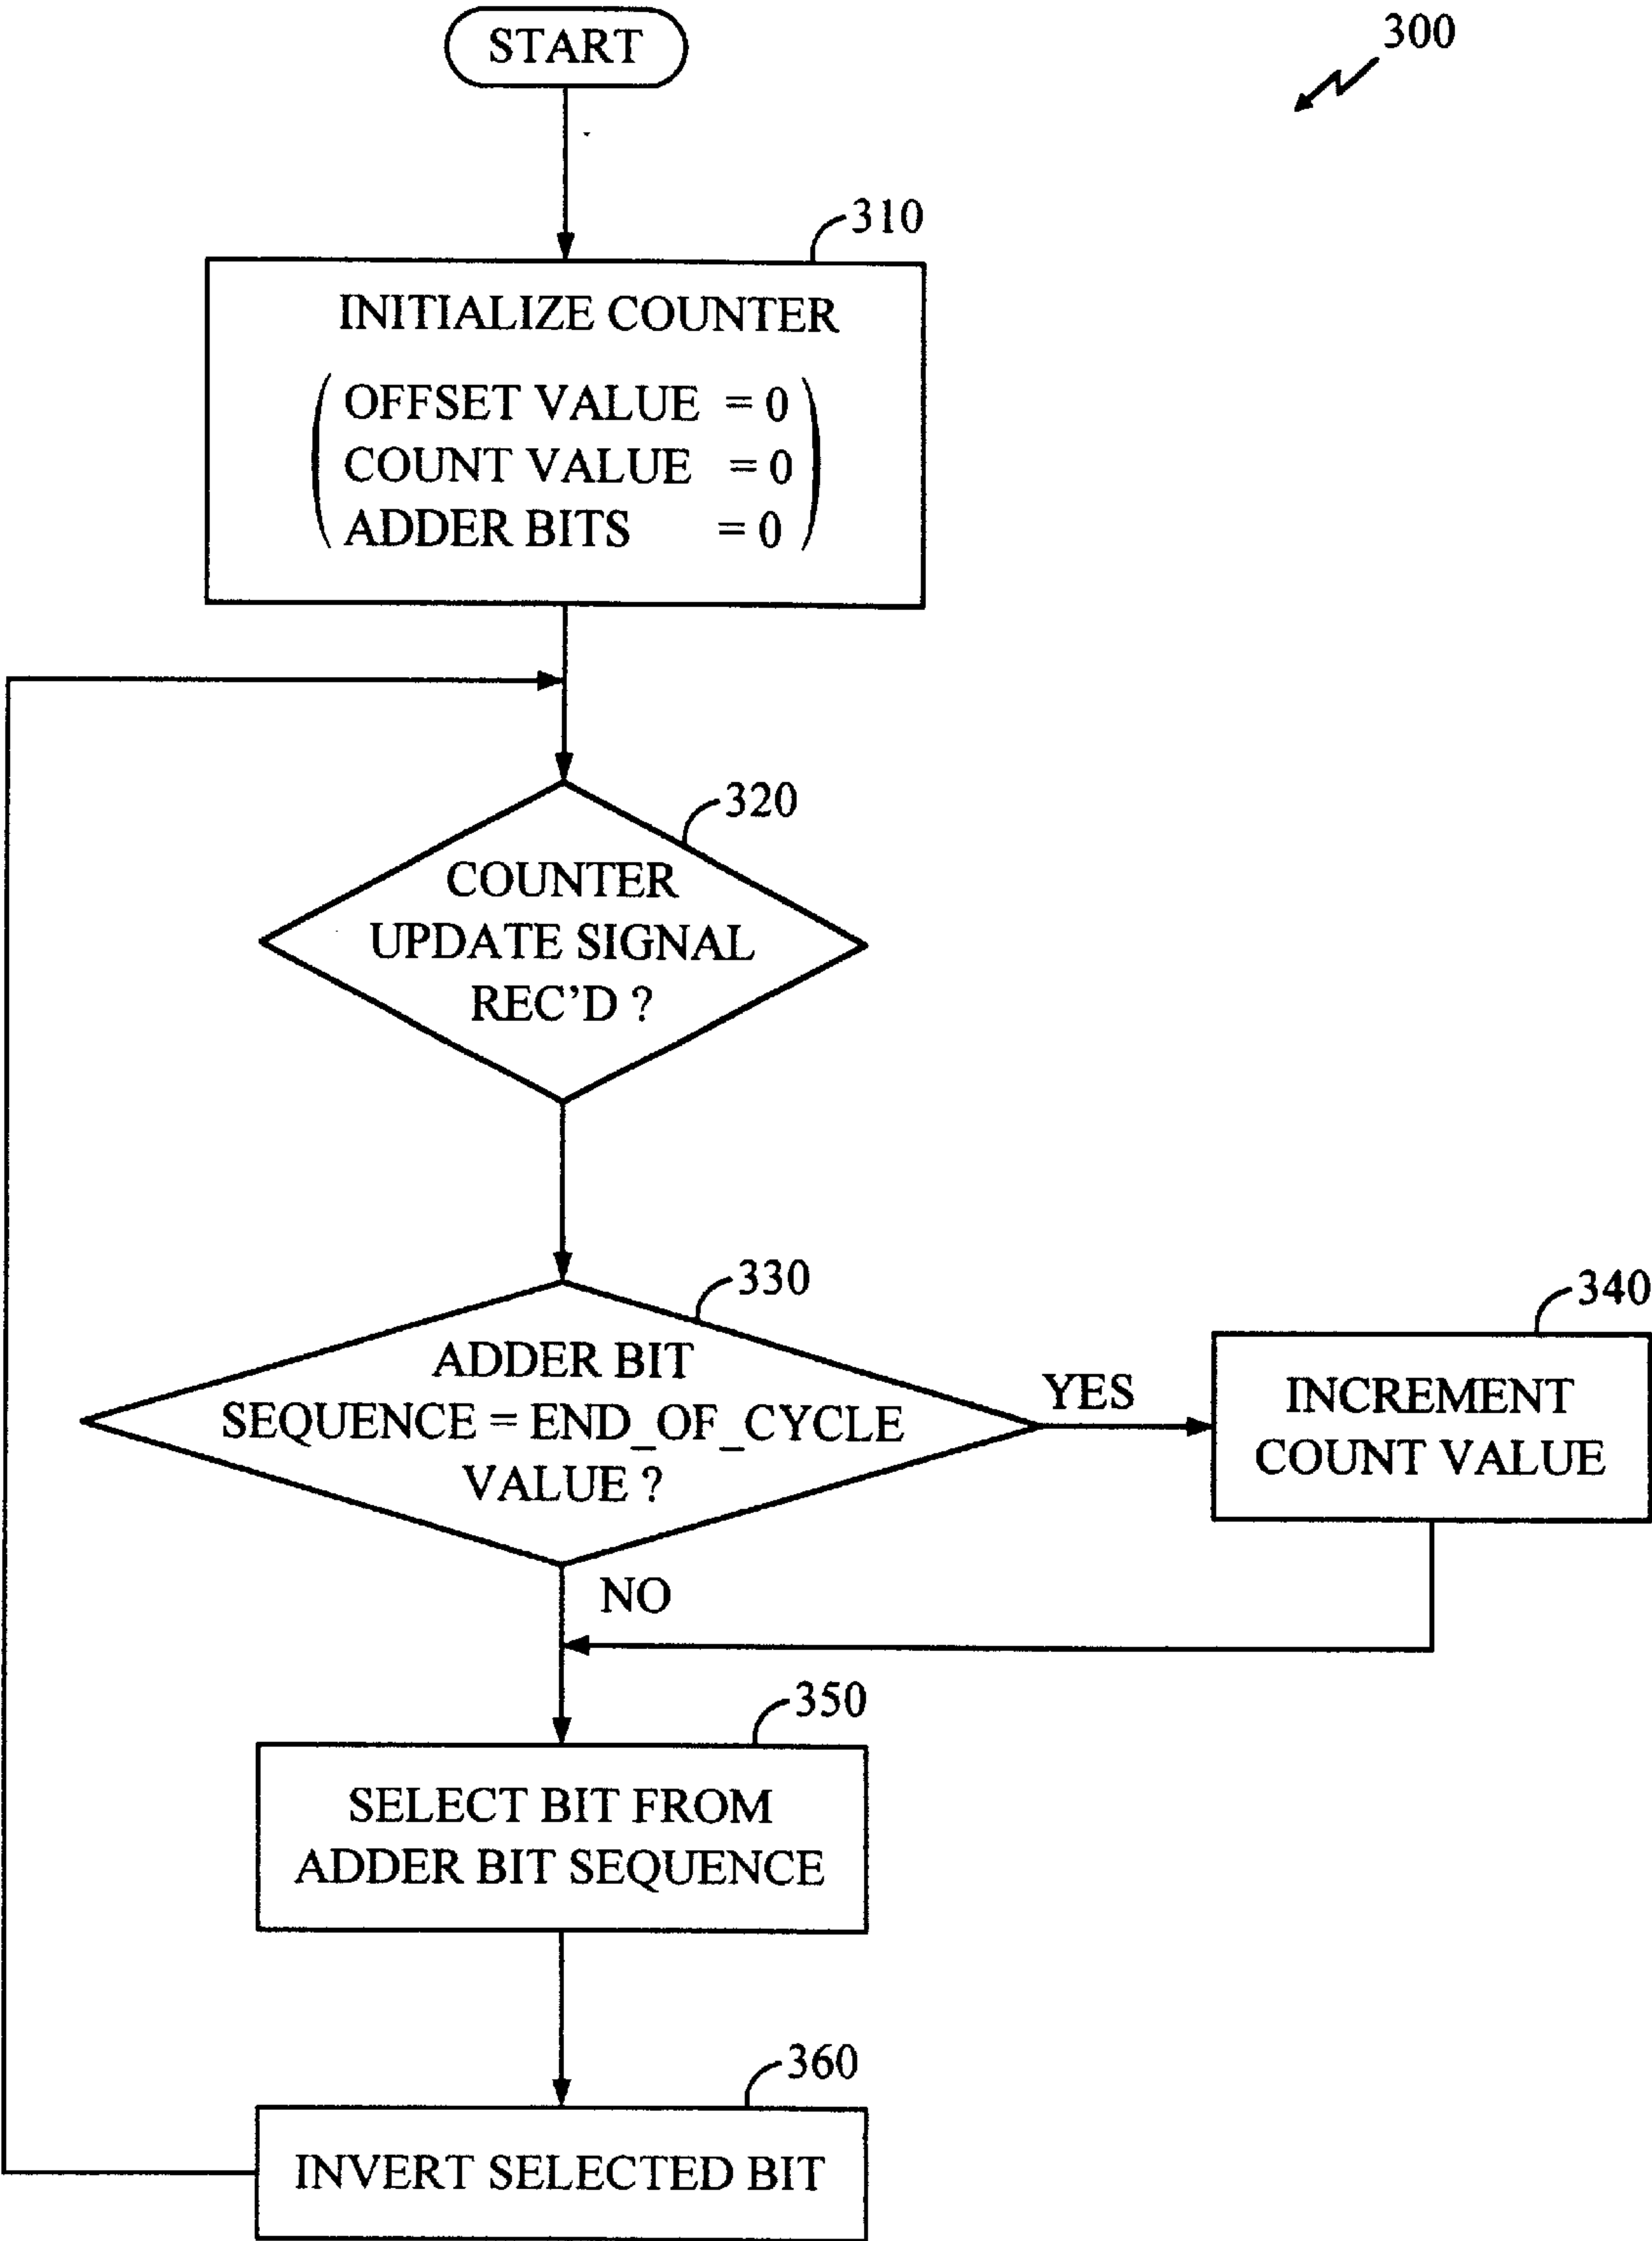 START
300
310
INITIALIZE COUNTER
OFFSET VALUE = 0
COUNT VALUE = 0
ADDER BITS = 0
320
COUNTER
UPDATE SIGNAL
REC'D ?
330
ADDER BIT
SEQUENCE = END_OF_CYCLE
VALUE ?
YES
340
INCREMENT
COUNT VALUE
NO
350
SELECT BIT FROM
ADDER BIT SEQUENCE
360
INVERT SELECTED BIT